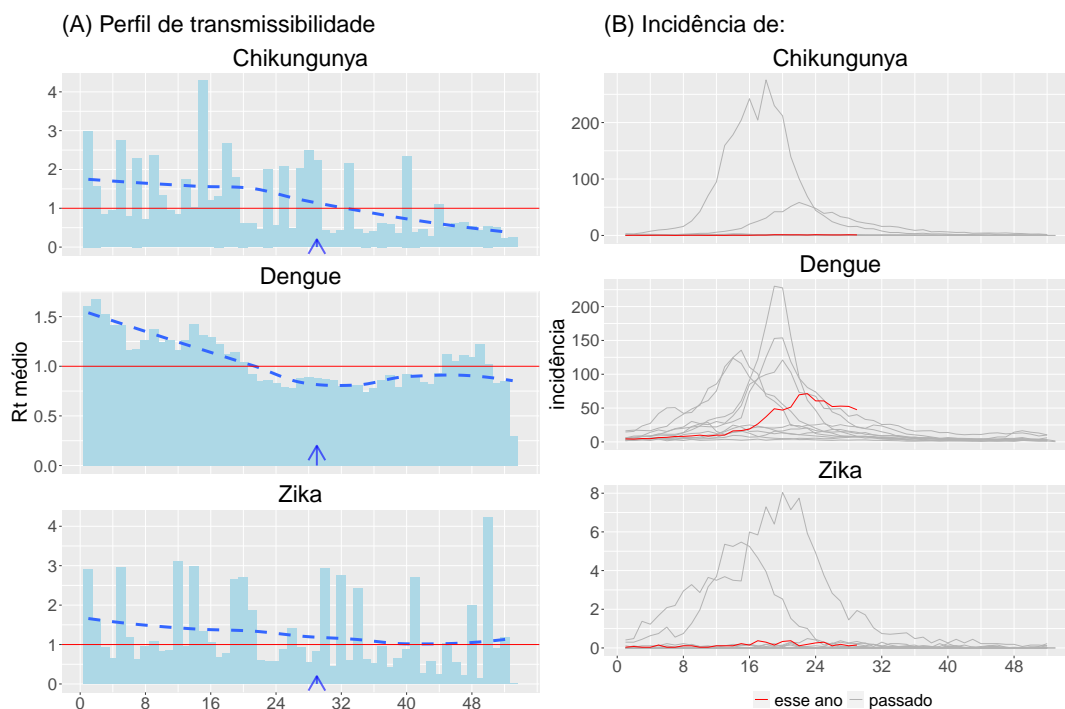 (A) Perfil de transmissibilidade
Chikungunya
4
3
2
1
0
Dengue
1.5
1.0
0.5
0.0
Rt médio
Zika
4
3
2
1
0
0 8 16 24 32 40 48
(B) Incidência de:
Chikungunya
200
100
0
Dengue
200
150
100
50
0
incidência
Zika
8
6
4
2
0
0 8 16 24 32 40 48
esse ano passado